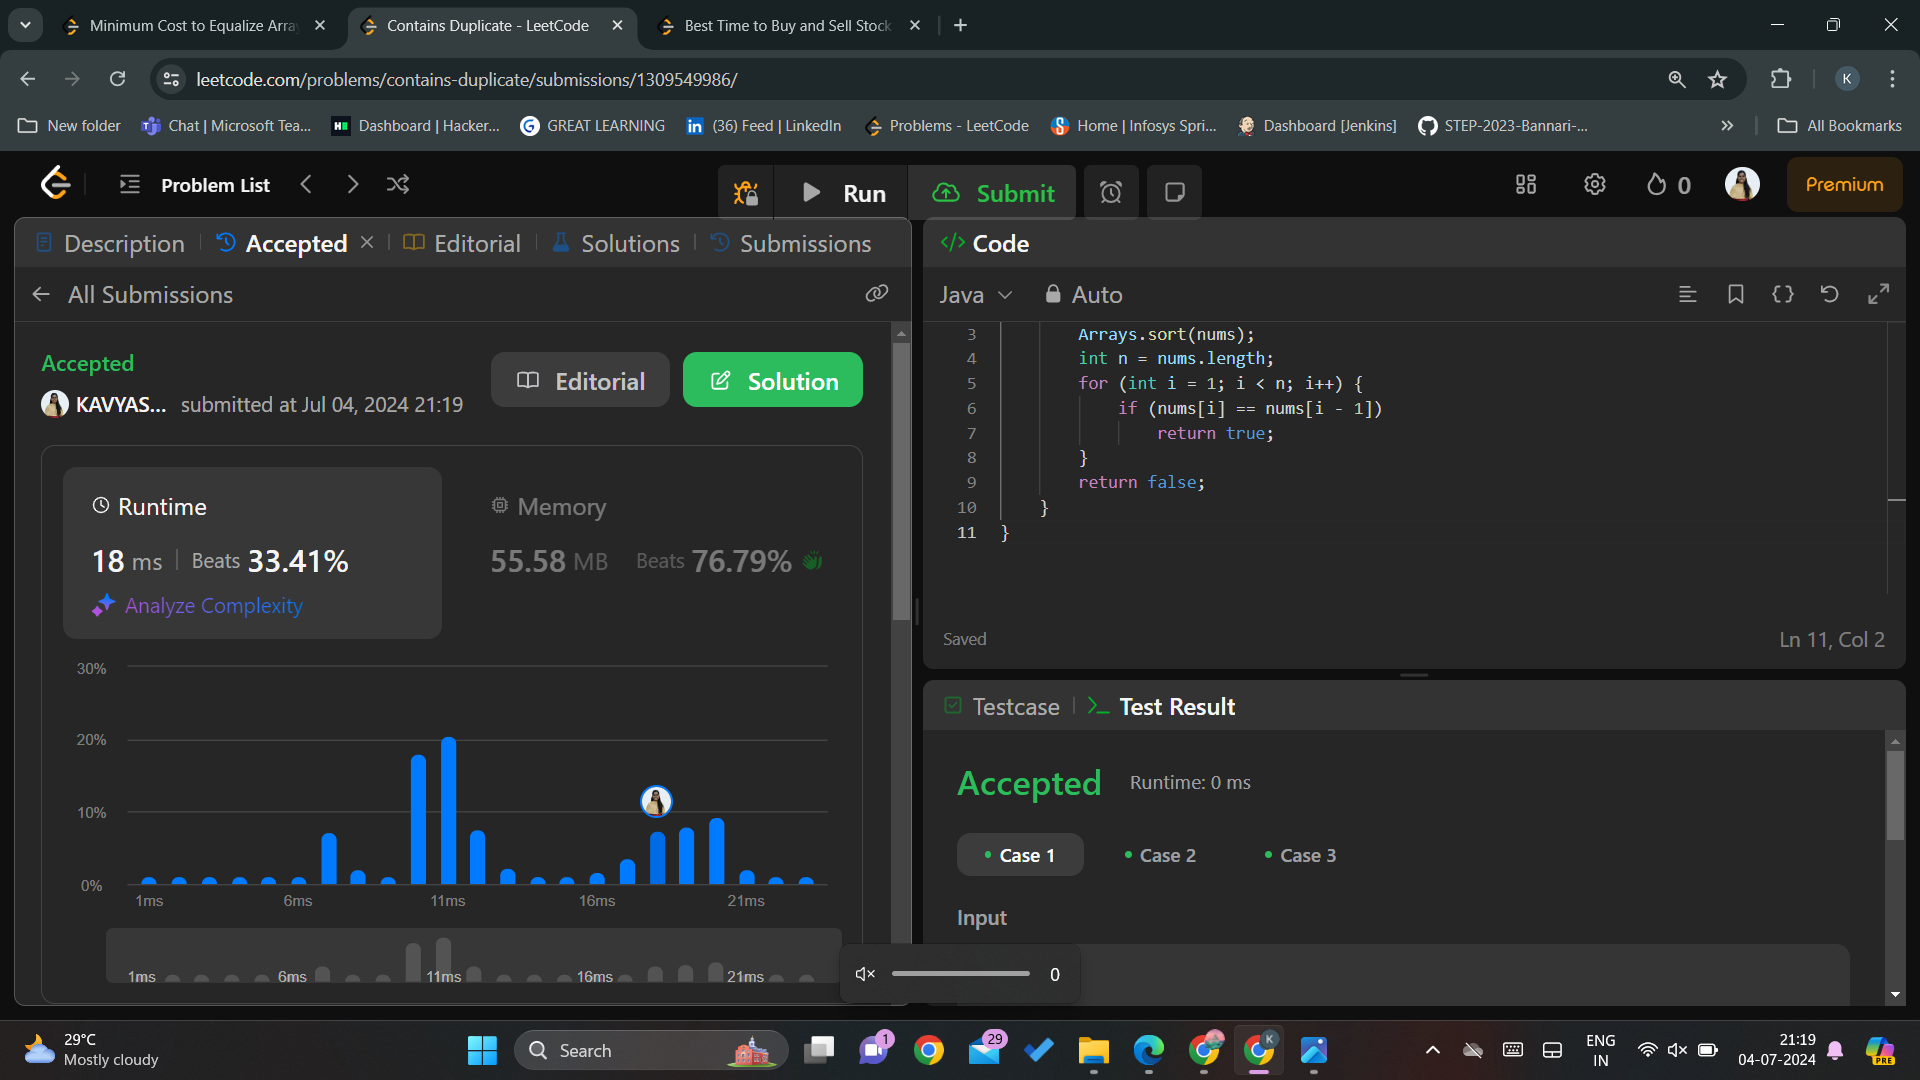 Minimum Cost to Equalize Arra
Contains Duplicate - LeetCode
Best Time to Buy and Sell Stock
leetcode.com/problems/contains-duplicate/submissions/1309549986/
K
New folder
Chat | Microsoft Tea...
Dashboard | Hacker...
GREAT LEARNING
(36) Feed | LinkedIn
Problems - LeetCode
Home | Infosys Spri...
Dashboard [Jenkins]
STEP-2023-Bannari-...
All Bookmarks
Problem List
Run
Submit
0
Premium
Description
Accepted
Editorial
Solutions
Submissions
All Submissions
Accepted
KAVYAS... submitted at Jul 04, 2024 21:19
Editorial
Solution
Runtime
18 ms
Beats 33.41%
Analyze Complexity
Memory
55.58 MB
Beats 76.79%
30%
20%
10%
0%
1ms 6ms 11ms 16ms 21ms
1ms 6ms 11ms 16ms 21ms
</> Code
Java
Auto
3 Arrays.sort(nums);
4 int n = nums.length;
5 for (int i = 1; i < n; i++) {
6 if (nums[i] == nums[i - 1])
7 return true;
8 }
9 return false;
10 }
11 }
Saved
Ln 11, Col 2
Testcase
Test Result
Accepted
Runtime: 0 ms
Case 1
Case 2
Case 3
Input
0
29°C
Mostly cloudy
Search
1
29
K
ENG
IN
21:19
04-07-2024
PRE